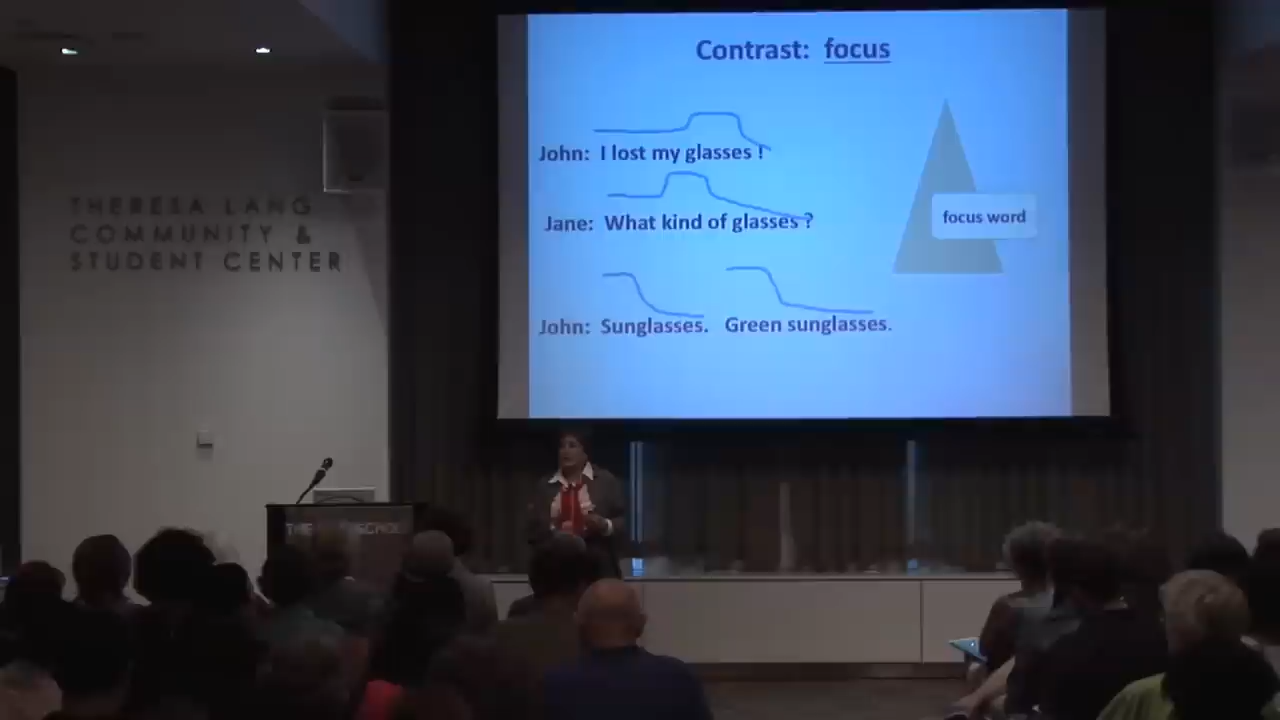 Contrast: focus
John: I lost my glasses !
Jane: What kind of glasses ?
focus word
John: Sunglasses. Green sunglasses.
THERESA LANG
COMMUNITY &
STUDENT CENTER
THE